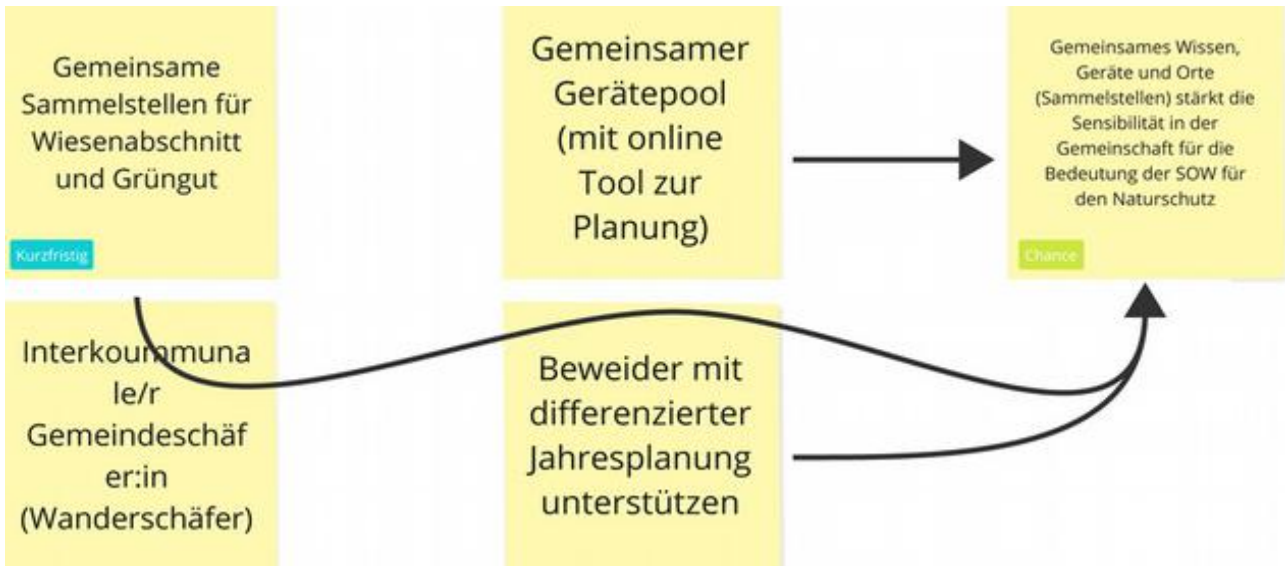 Gemeinsame
Sammelstellen für
Wiesenabschnitt
und Grüngut
Kurzfristig
Gemeinsamer
Gerätepool
(mit online
Tool zur
Planung)
Gemeinsames Wissen,
Geräte und Orte
(Sammelstellen) stärkt die
Sensibilität in der
Gemeinschaft für die
Bedeutung der SOW für
den Naturschutz
Chance
Interkoummuna
le/r
Gemeindeschäf
er:in
(Wanderschäfer)
Beweider mit
differenzierter
Jahresplanung
unterstützen